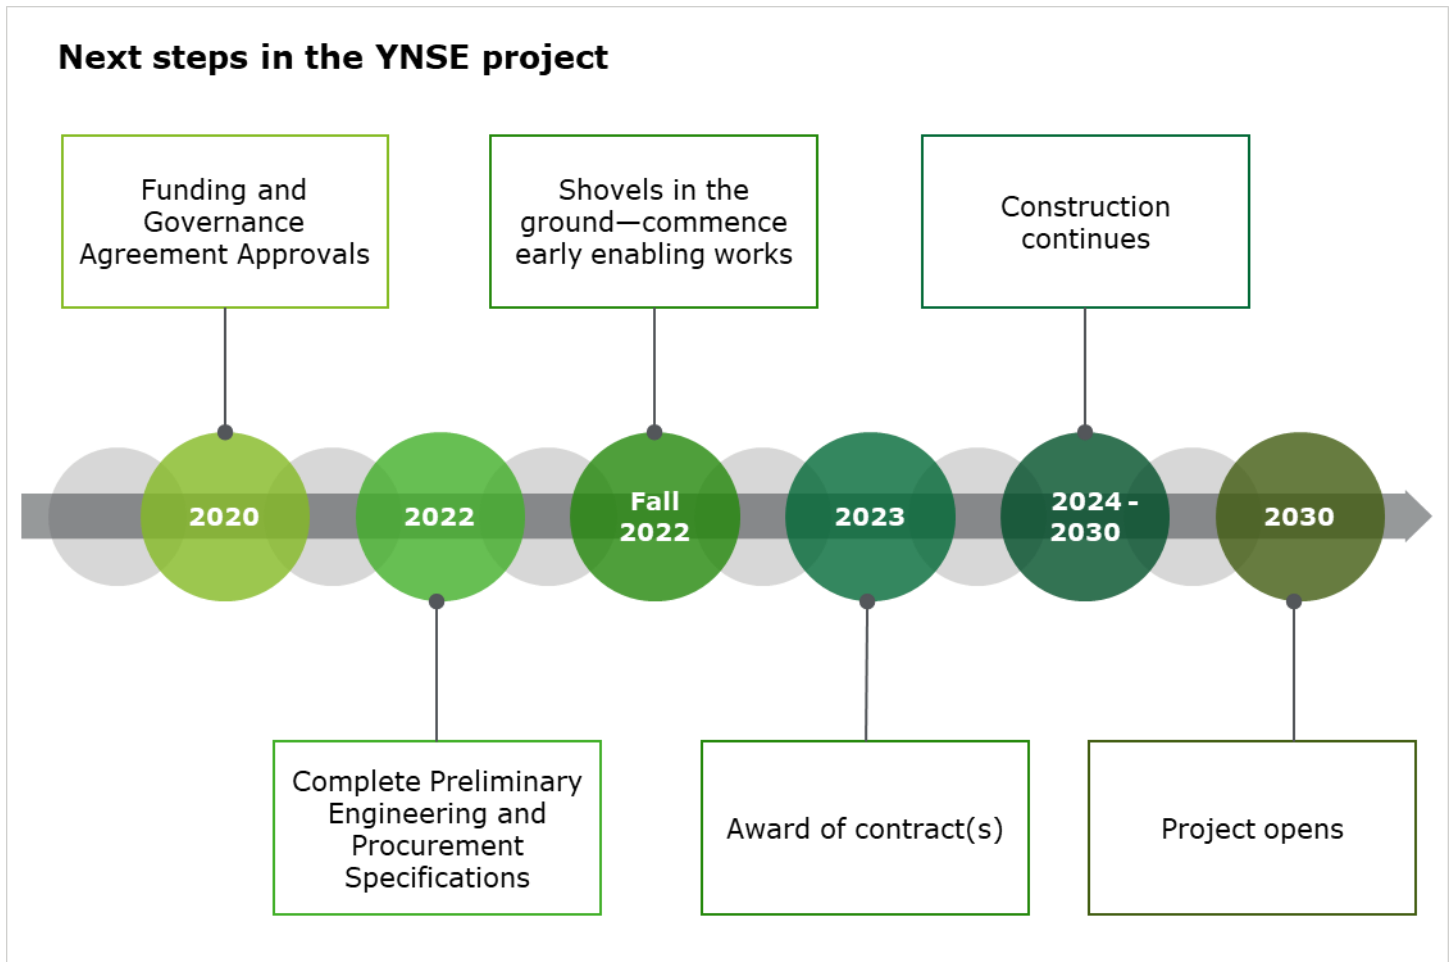 Next steps in the YNSE project
Funding and
Governance
Agreement Approvals
Shovels in the
ground—commence
early enabling works
Construction
continues
2020
2022
Fall
2022
2023
2024 -
2030
2030
Complete Preliminary
Engineering and
Procurement
Specifications
Award of contract(s)
Project opens